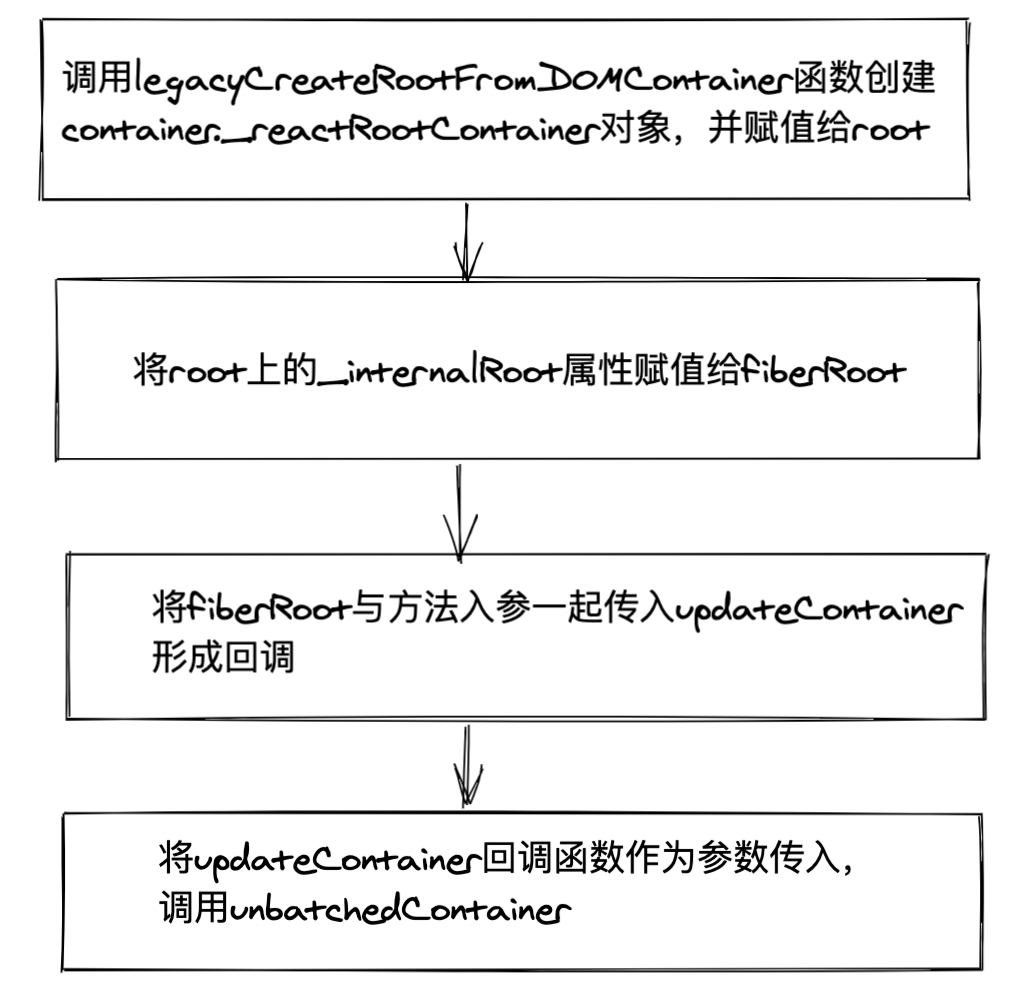 调用legacyCreateRootFromDOMContainer函数创建
container._reactRootContainer对象，并赋值给root
将root上的_internalRoot属性赋值给fiberRoot
将fiberRoot与方法入参一起传入updateContainer
形成回调
将updateContainer回调函数作为参数传入，
调用unbatchedContainer